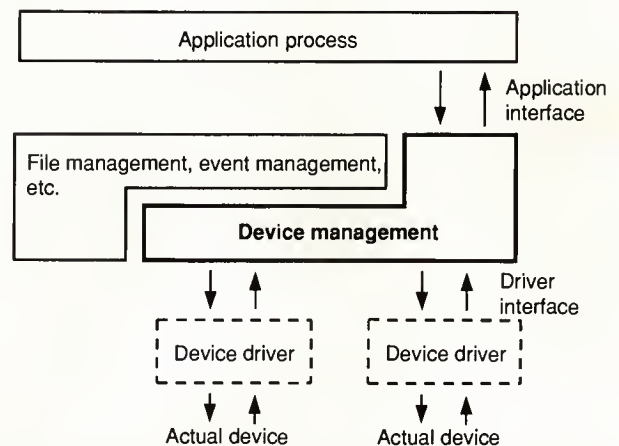 Application process
Application
interface
File management, event management,
etc.
Device management
Driver
interface
Device driver
Device driver
Actual device
Actual device